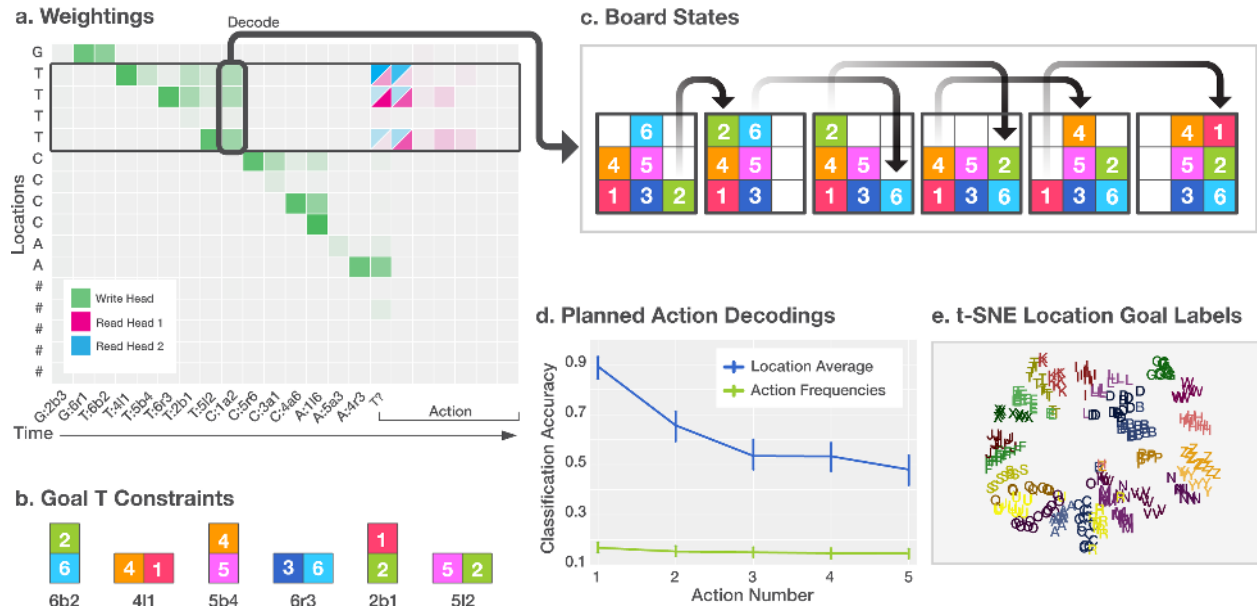 a. Weightings
Decode
G
T
T
T
T
C
C
C
C
A
A
#
#
#
#
#
Locations
Write Head
Read Head 1
Read Head 2
G:2b3
G:6r1
T:6b2
T:4l1
T:5b4
T:6r3
T:2b1
T:5l2
C:1a2
C:5r6
C:3a1
C:4a6
A:1l6
A:5a3
A:4r3
T?
Action
Time
b. Goal T Constraints
2 4 1
6 4 1 5 3 6 2 5 2
6b2 4l1 5b4 6r3 2b1 5l2
c. Board States
6 2 6 2 4 4 1
4 5 4 5 4 5 4 5 2 5 2 5 2
1 3 2 1 3 1 3 6 1 3 6 1 3 6 3 6
d. Planned Action Decodings
Classification Accuracy
0.9
0.7
0.5
0.3
0.1
Location Average
Action Frequencies
1 2 3 4 5
Action Number
e. t-SNE Location Goal Labels